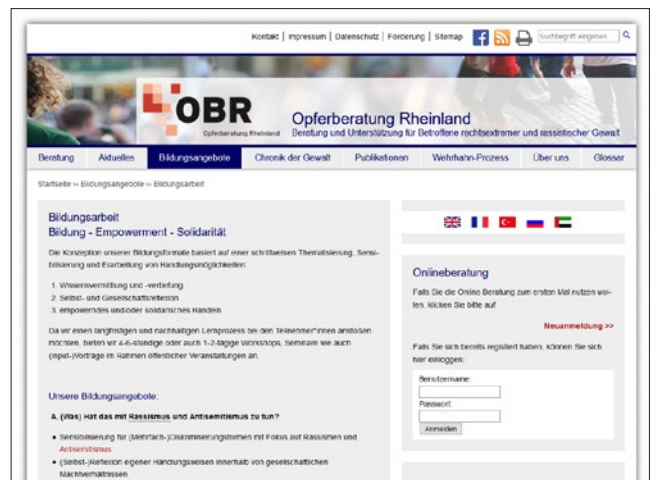 Kontakt | Impressum | Datenschutz | Förderung | Sitemap
Suchbegriff eingeben
OBR
Opferberatung Rheinland
Opferberatung Rheinland
Beratung und Unterstützung für Betroffene rechtsextremer und rassistischer Gewalt
Beratung Aktuelles Bildungsangebote Chronik der Gewalt Publikationen Wehrhahn-Prozess Über uns Glossar
Startseite ›› Bildungsangebote ›› Bildungsarbeit
Bildungsarbeit
Bildung - Empowerment - Solidarität
Die Konzeption unserer Bildungsformate basiert auf einer schrittweisen Thematisierung, Sensi-
bilisierung und Erarbeitung von Handlungsmöglichkeiten:
1. Wissensvermittlung und -vertiefung
2. Selbst- und Gesellschaftsreflexion
3. empowerndes und/oder solidarisches Handeln
Da wir einen langfristigen und nachhaltigen Lernprozess bei den Teilnehmer*innen anstoßen
möchten, bieten wir 4-6-stündige oder auch 1-2-tägige Workshops, Seminare wie auch
(Input-)Vorträge im Rahmen öffentlicher Veranstaltungen an.
Unsere Bildungsangebote:
A. (Was) Hat das mit Rassismus und Antisemitismus zu tun?
• Sensibilisierung für (Mehrfach-)Diskriminierungsformen mit Fokus auf Rassismen und
Antisemitismus
• (Selbst-)Reflexion eigener Handlungsweisen innerhalb von gesellschaftlichen
Machtverhältnissen
Onlineberatung
Falls Sie die Online Beratung zum ersten Mal nutzen wol-
len, klicken Sie bitte auf
Neuanmeldung >>
Falls Sie sich bereits registiert haben, können Sie sich
hier einloggen:
Benutzername:
Passwort:
Anmelden